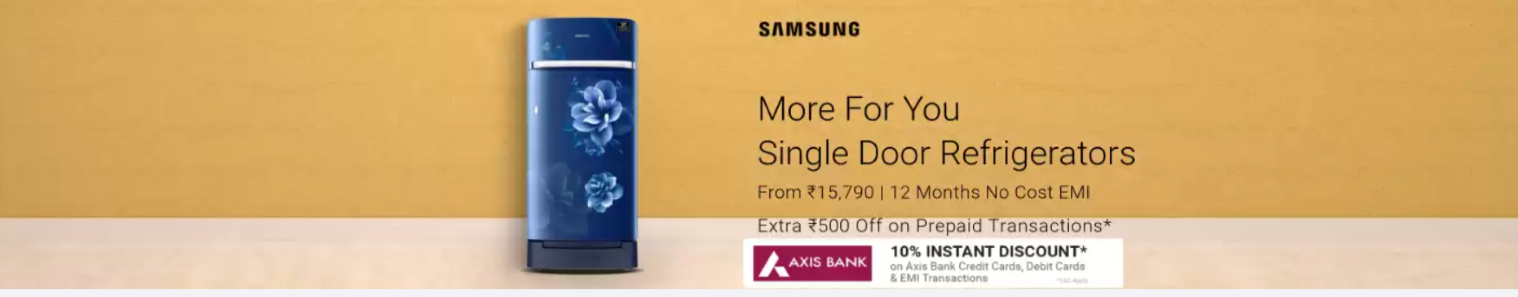 SAMSUNG
More For You
Single Door Refrigerators
From ₹15,790 | 12 Months No Cost EMI
Extra ₹500 Off on Prepaid Transactions*
AXIS BANK
10% INSTANT DISCOUNT*
on Axis Bank Credit Cards, Debit Cards
& EMI Transactions